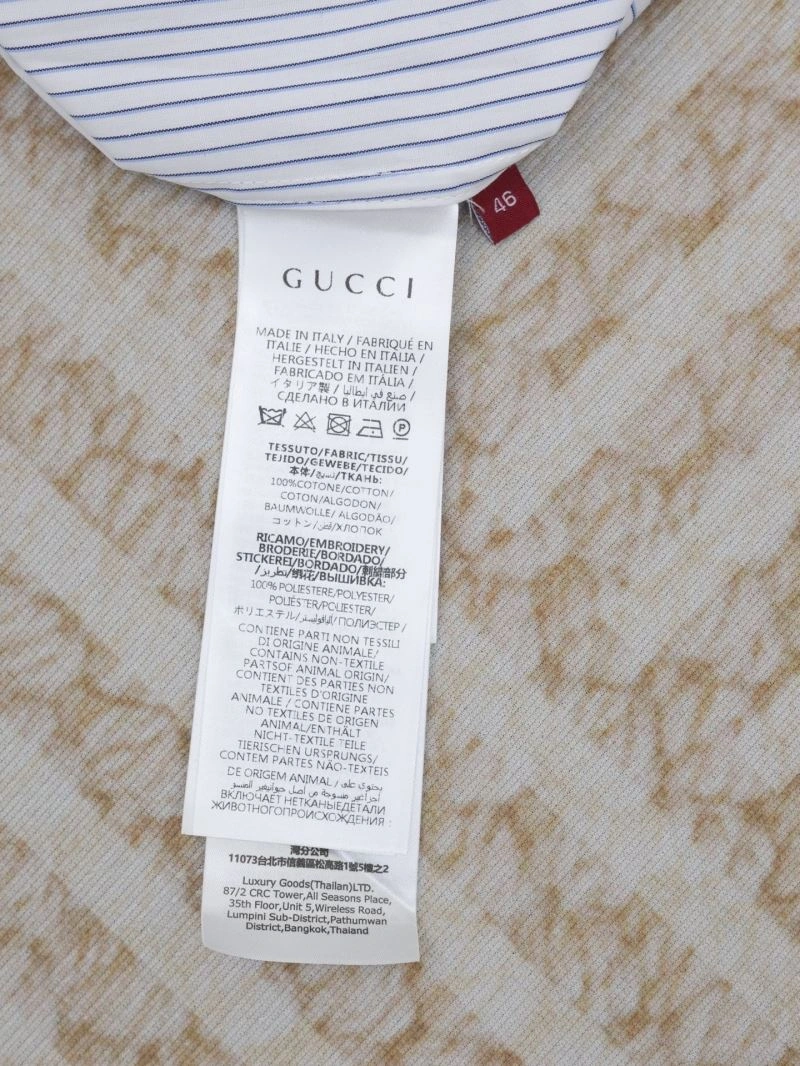 46
GUCCI
MADE IN ITALY / FABRIQUÉ EN
ITALIE / HECHO EN ITALIA /
HERGESTELT IN ITALIEN /
FABRICADO EM ITÁLIA /
イタリア製 / صنع في ايطاليا /
СДЕЛАНО В ИТАЛИИ
P
TESSUTO/FABRIC/TISSU/
TEJIDO/GEWEBE/TECIDO/
本体/نسيج/ТКАНЬ:
100%COTONE/COTTON/
COTON/ALGODON/
BAUMWOLLE/ ALGODÃO/
コットン/قطن/ХЛОПОК
RICAMO/EMBROIDERY/
BRODERIE/BORDADO/
STICKEREI/BORDADO/刺繍部分
/绣花/تطريز/ВЫШИВКА:
100% POLIESTERE/POLYESTER/
POLIÉSTER/POLIESTER/
ポリエステル/ПОЛИЭСТЕР /
CONTIENE PARTI NON TESSILI
DI ORIGINE ANIMALE/
CONTAINS NON-TEXTILE
PARTSOF ANIMAL ORIGIN/
CONTIENT DES PARTIES NON
TEXTILES D'ORIGINE
ANIMALE / CONTIENE PARTES
NO TEXTILES DE ORIGEN
ANIMAL/ENTHÄLT
NICHT-TEXTILE TEILE
TIERISCHEN URSPRUNGS/
CONTEM PARTES NÃO-TEXTEIS
DE ORIGEM ANIMAL / يحتوي على
ВКЛЮЧАЕТ НЕТКАНЫЕДЕТАЛИ
ЖИВОТНОГОПРОИСХОЖДЕНИЯ :
灣分公司
11073台北市信義區松高路1號5樓之2
Luxury Goods(Thailan)LTD.
87/2 CRC Tower,All Seasons Place,
35th Floor,Unit 5,Wireless Road,
Lumpini Sub-District,Pathumwan
District,Bangkok,Thailand